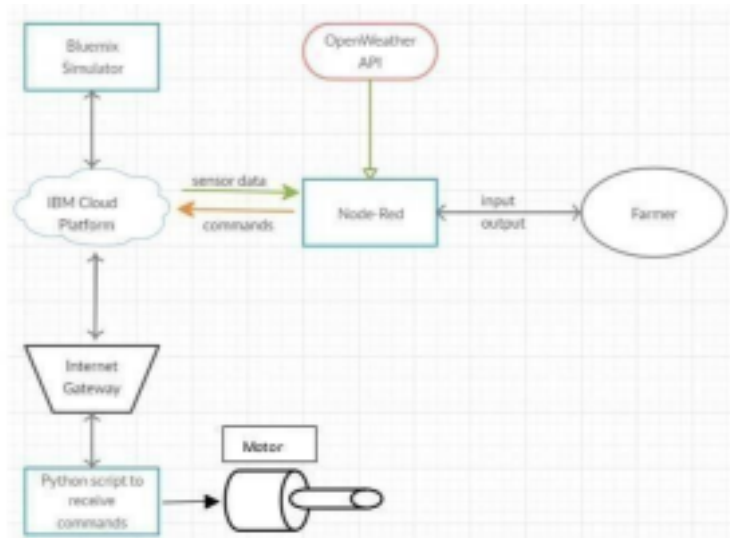 Bluemix
Simulator
OpenWeather
API
sensor data
IBM Cloud
Platform
commands
Node-Red
input
output
Farmer
Internet
Gateway
Motor
Python script to
receive
commands